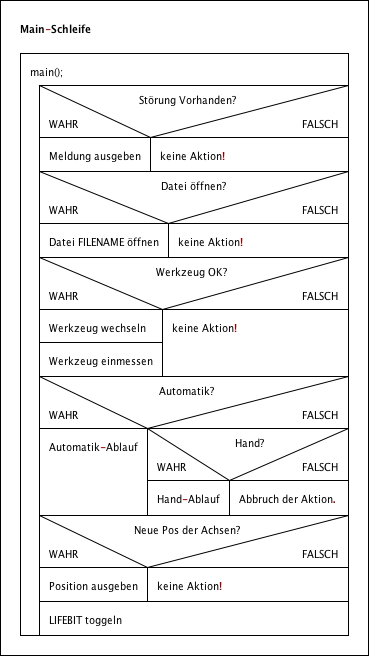 Main-Schleife
main();
Störung Vorhanden?
WAHR FALSCH
Meldung ausgeben keine Aktion!
Datei öffnen?
WAHR FALSCH
Datei FILENAME öffnen keine Aktion!
Werkzeug OK?
WAHR FALSCH
Werkzeug wechseln keine Aktion!
Werkzeug einmessen
Automatik?
WAHR FALSCH
Automatik-Ablauf Hand?
WAHR FALSCH
Hand-Ablauf Abbruch der Aktion.
Neue Pos der Achsen?
WAHR FALSCH
Position ausgeben keine Aktion!
LIFEBIT toggeln